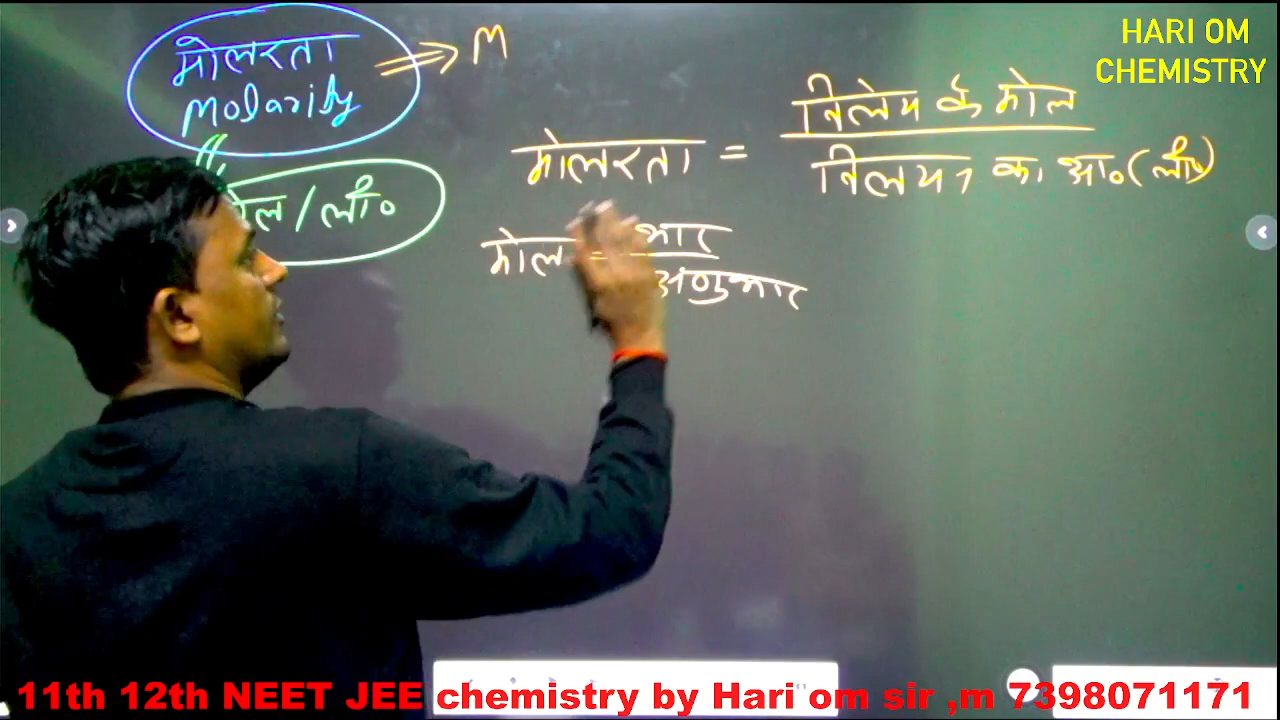 मोलरता
Molarity
⇒ M
मोल/ली०
HARI OM
CHEMISTRY
मोलरता = विलेय के मोल
विलयन का आ०(ली०)
मोल = भार
अणुभार
11th 12th NEET JEE chemistry by Hari om sir ,m 7398071171